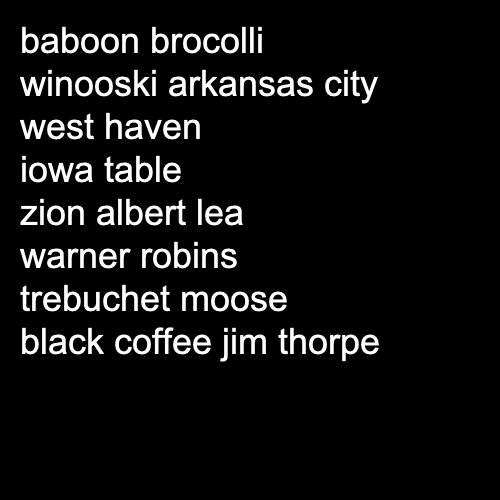 baboon brocolli
winooski arkansas city
west haven
iowa table
zion albert lea
warner robins
trebuchet moose
black coffee jim thorpe